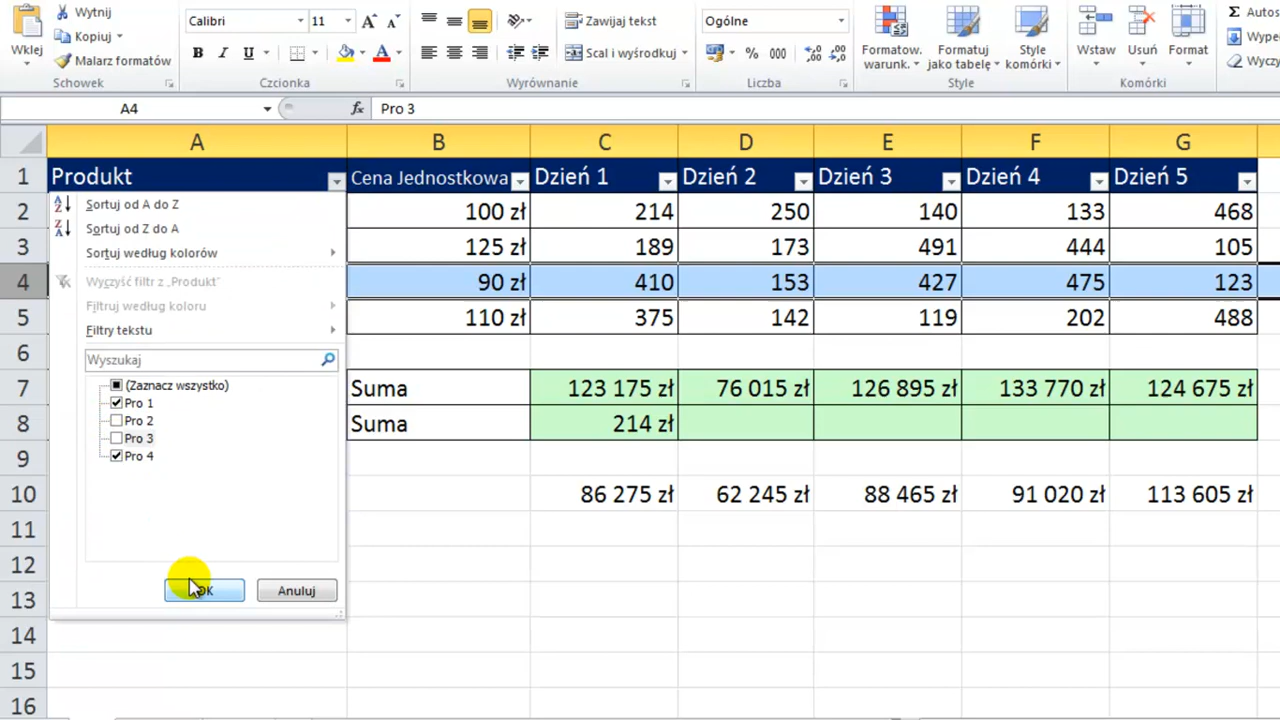 Wytnij
Kopiuj
Malarz formatów
Wklej
Schowek
Calibri
11
A A
B I U A
Czcionka
Zawijaj tekst
Scal i wyśrodkuj
Wyrównanie
Ogólne
% 000
Liczba
Formatow. warunk.
Formatuj jako tabelę
Style komórki
Style
Wstaw
Usuń
Format
Komórki
Σ Autos
Wype
Wyczy
A4
fx
Pro 3
A B C D E F G
1 Produkt Cena Jednostkowa Dzień 1 Dzień 2 Dzień 3 Dzień 4 Dzień 5
2 100 zł 214 250 140 133 468
3 125 zł 189 173 491 444 105
4 90 zł 410 153 427 475 123
5 110 zł 375 142 119 202 488
6
7 Suma 123 175 zł 76 015 zł 126 895 zł 133 770 zł 124 675 zł
8 Suma 214 zł
9
10 86 275 zł 62 245 zł 88 465 zł 91 020 zł 113 605 zł
11
12
13
14
15
16
Sortuj od A do Z
Sortuj od Z do A
Sortuj według kolorów
Wyczyść filtr z „Produkt"
Filtruj według koloru
Filtry tekstu
Wyszukaj
(Zaznacz wszystko)
Pro 1
Pro 2
Pro 3
Pro 4
OK
Anuluj